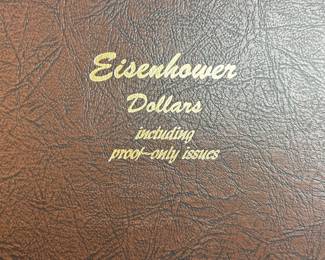 Eisenhower
Dollars
including
proof-only issues